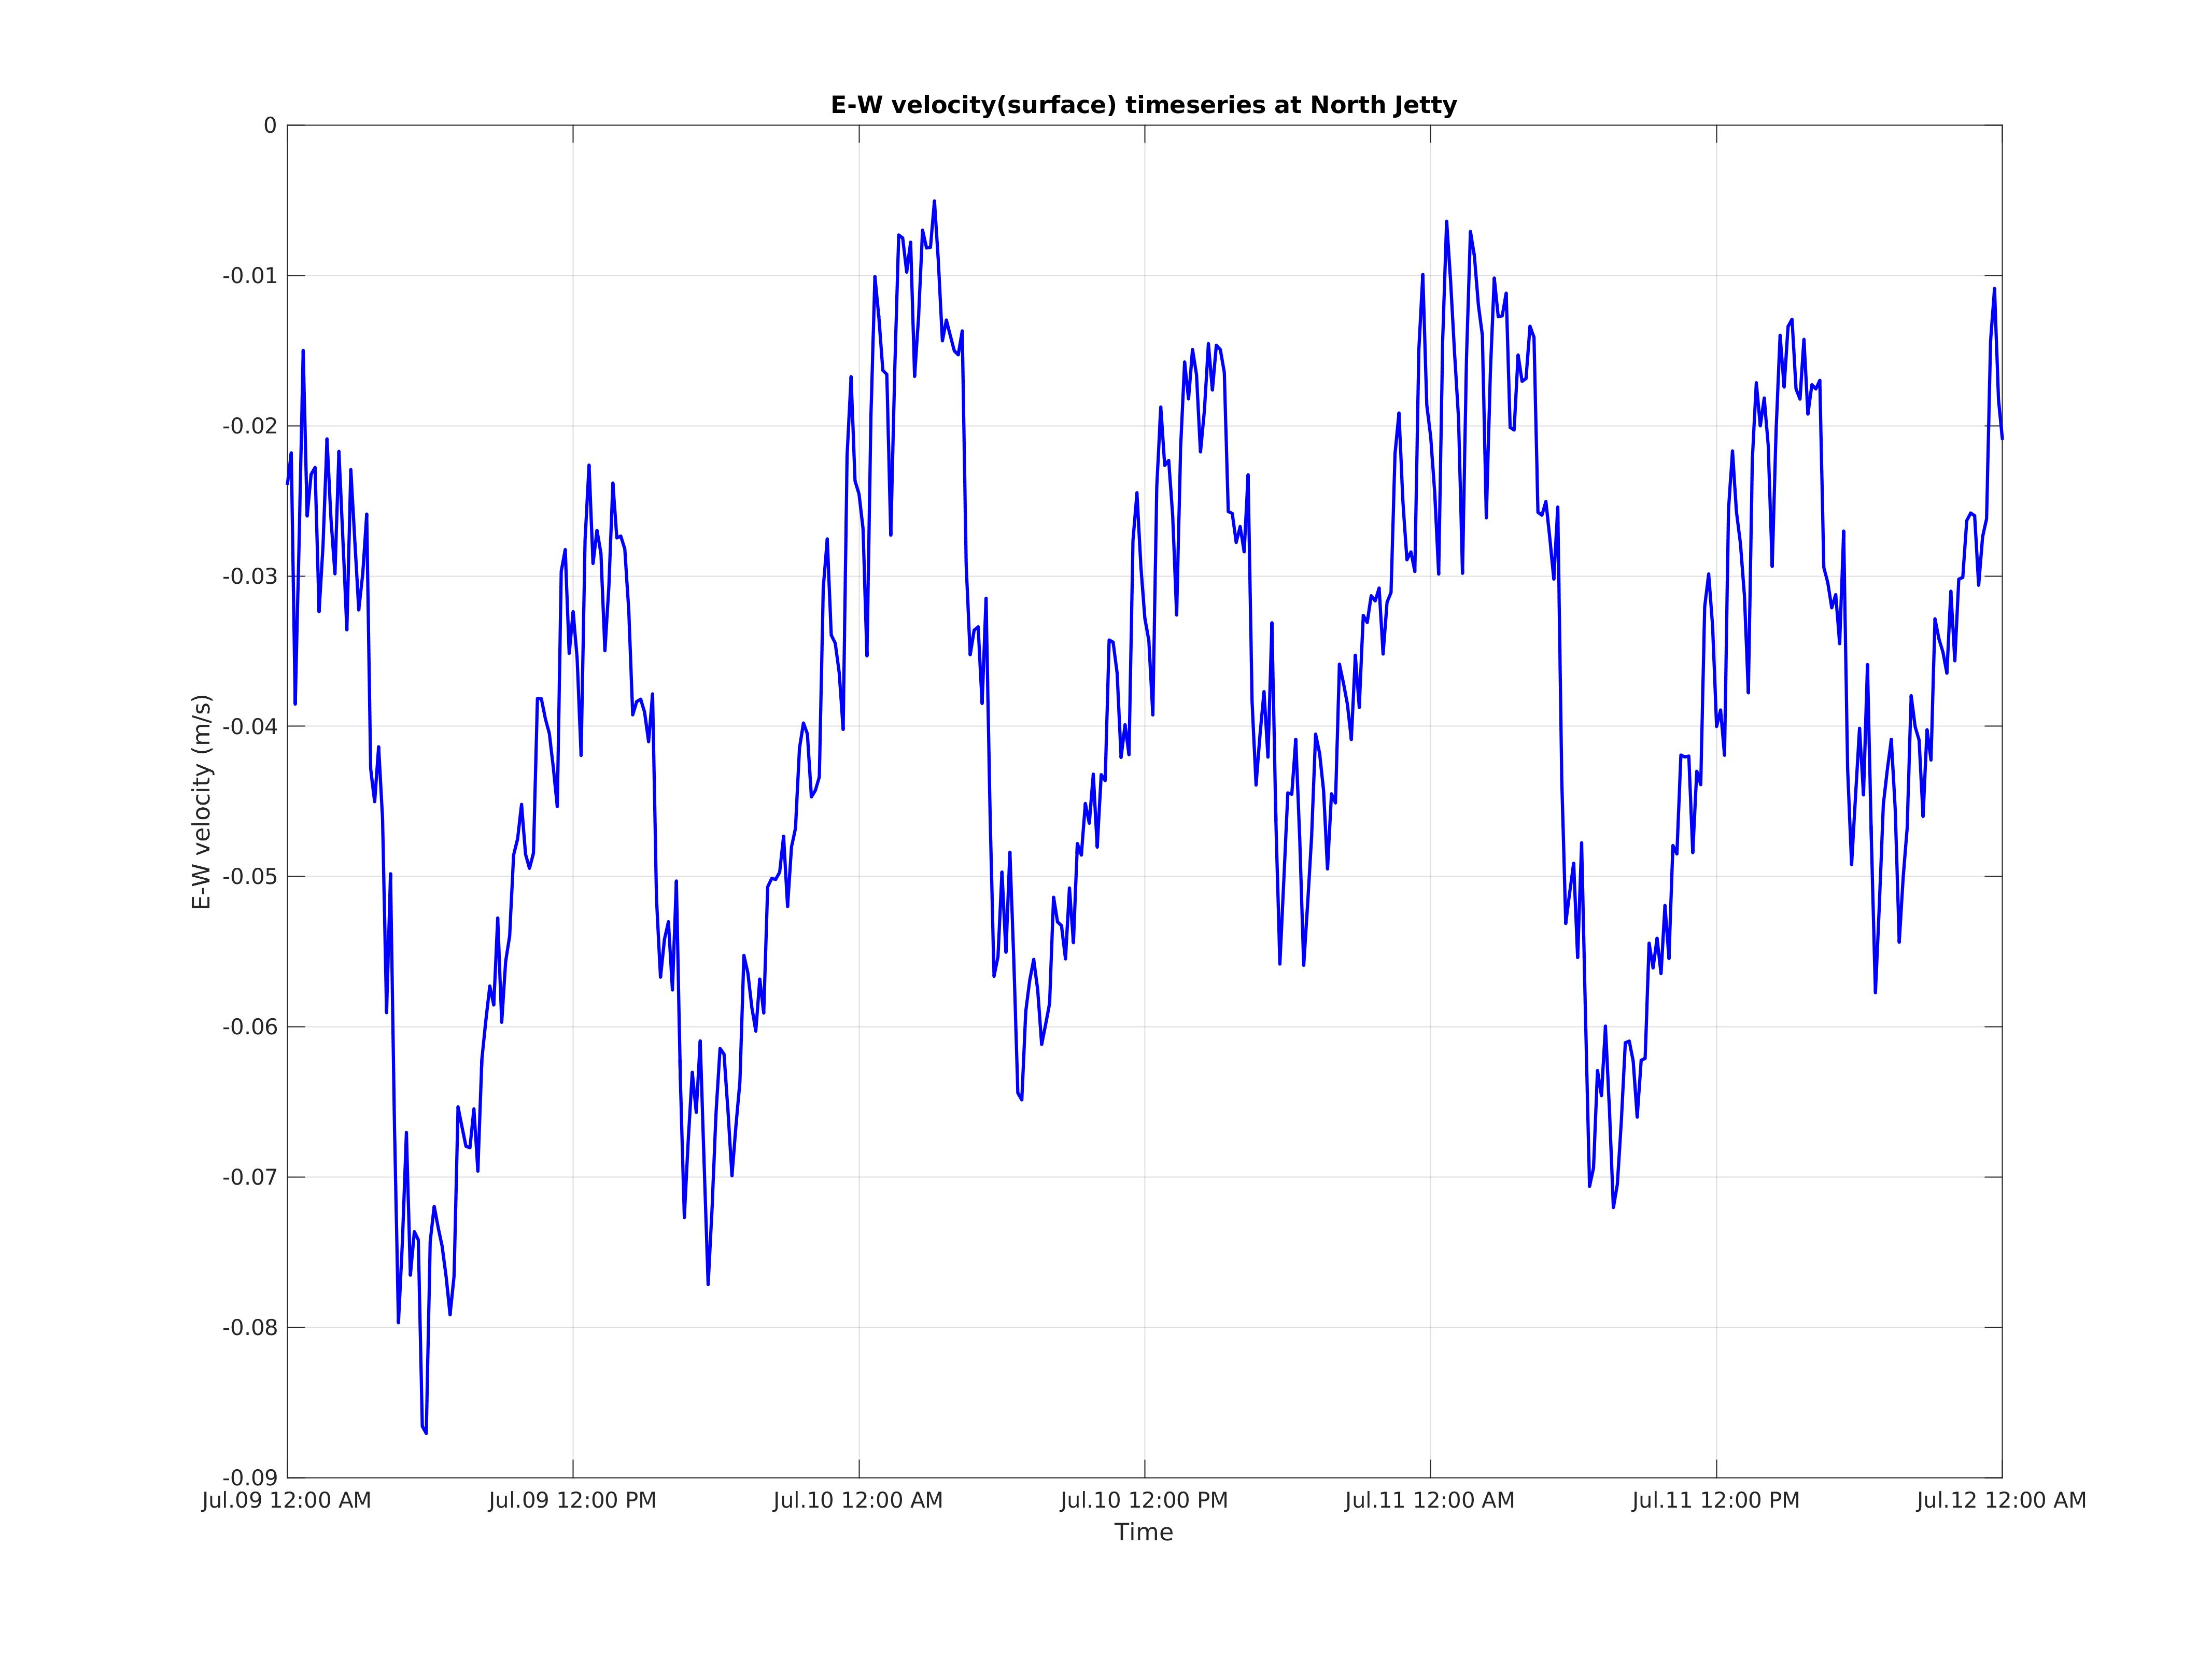 E-W velocity(surface) timeseries at North Jetty
0
-0.01
-0.02
-0.03
-0.04
-0.05
-0.06
-0.07
-0.08
-0.09
E-W velocity (m/s)
Jul.09 12:00 AM Jul.09 12:00 PM Jul.10 12:00 AM Jul.10 12:00 PM Jul.11 12:00 AM Jul.11 12:00 PM Jul.12 12:00 AM
Time